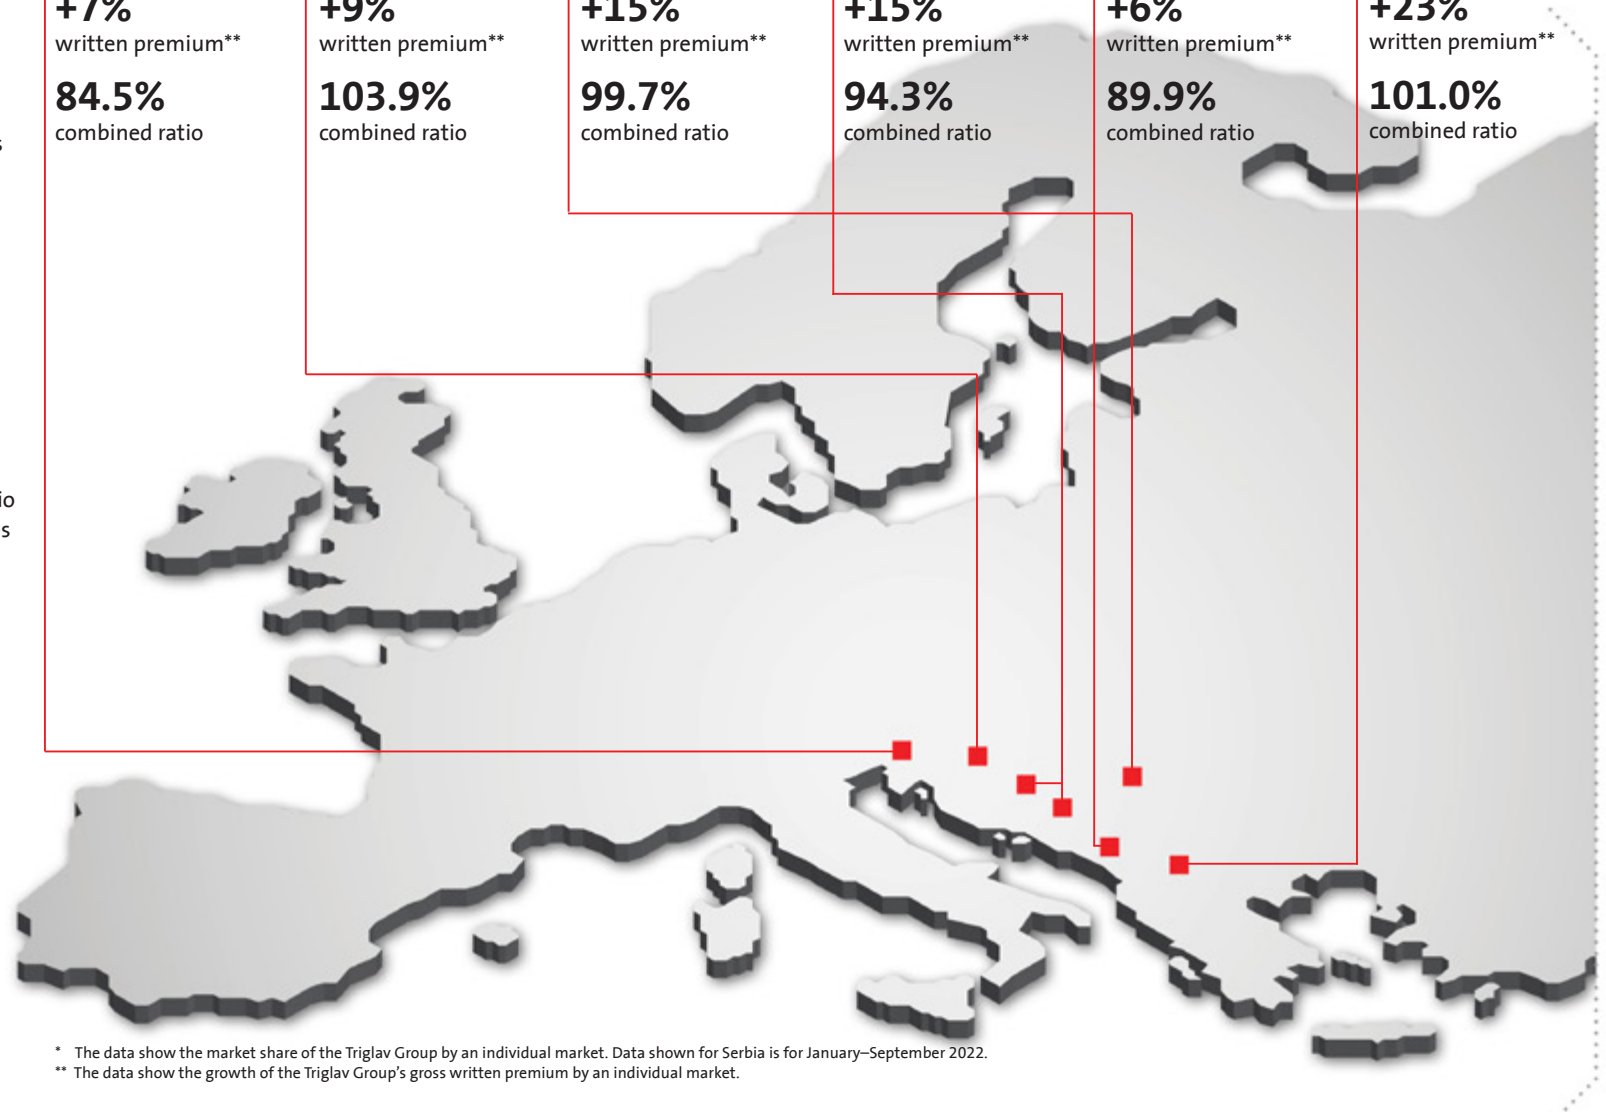 +7%
written premium**
84.5%
combined ratio
+9%
written premium**
103.9%
combined ratio
+15%
written premium**
99.7%
combined ratio
+15%
written premium**
94.3%
combined ratio
+6%
written premium**
89.9%
combined ratio
+23%
written premium**
101.0%
combined ratio
* The data show the market share of the Triglav Group by an individual market. Data shown for Serbia is for January–September 2022.
** The data show the growth of the Triglav Group's gross written premium by an individual market.